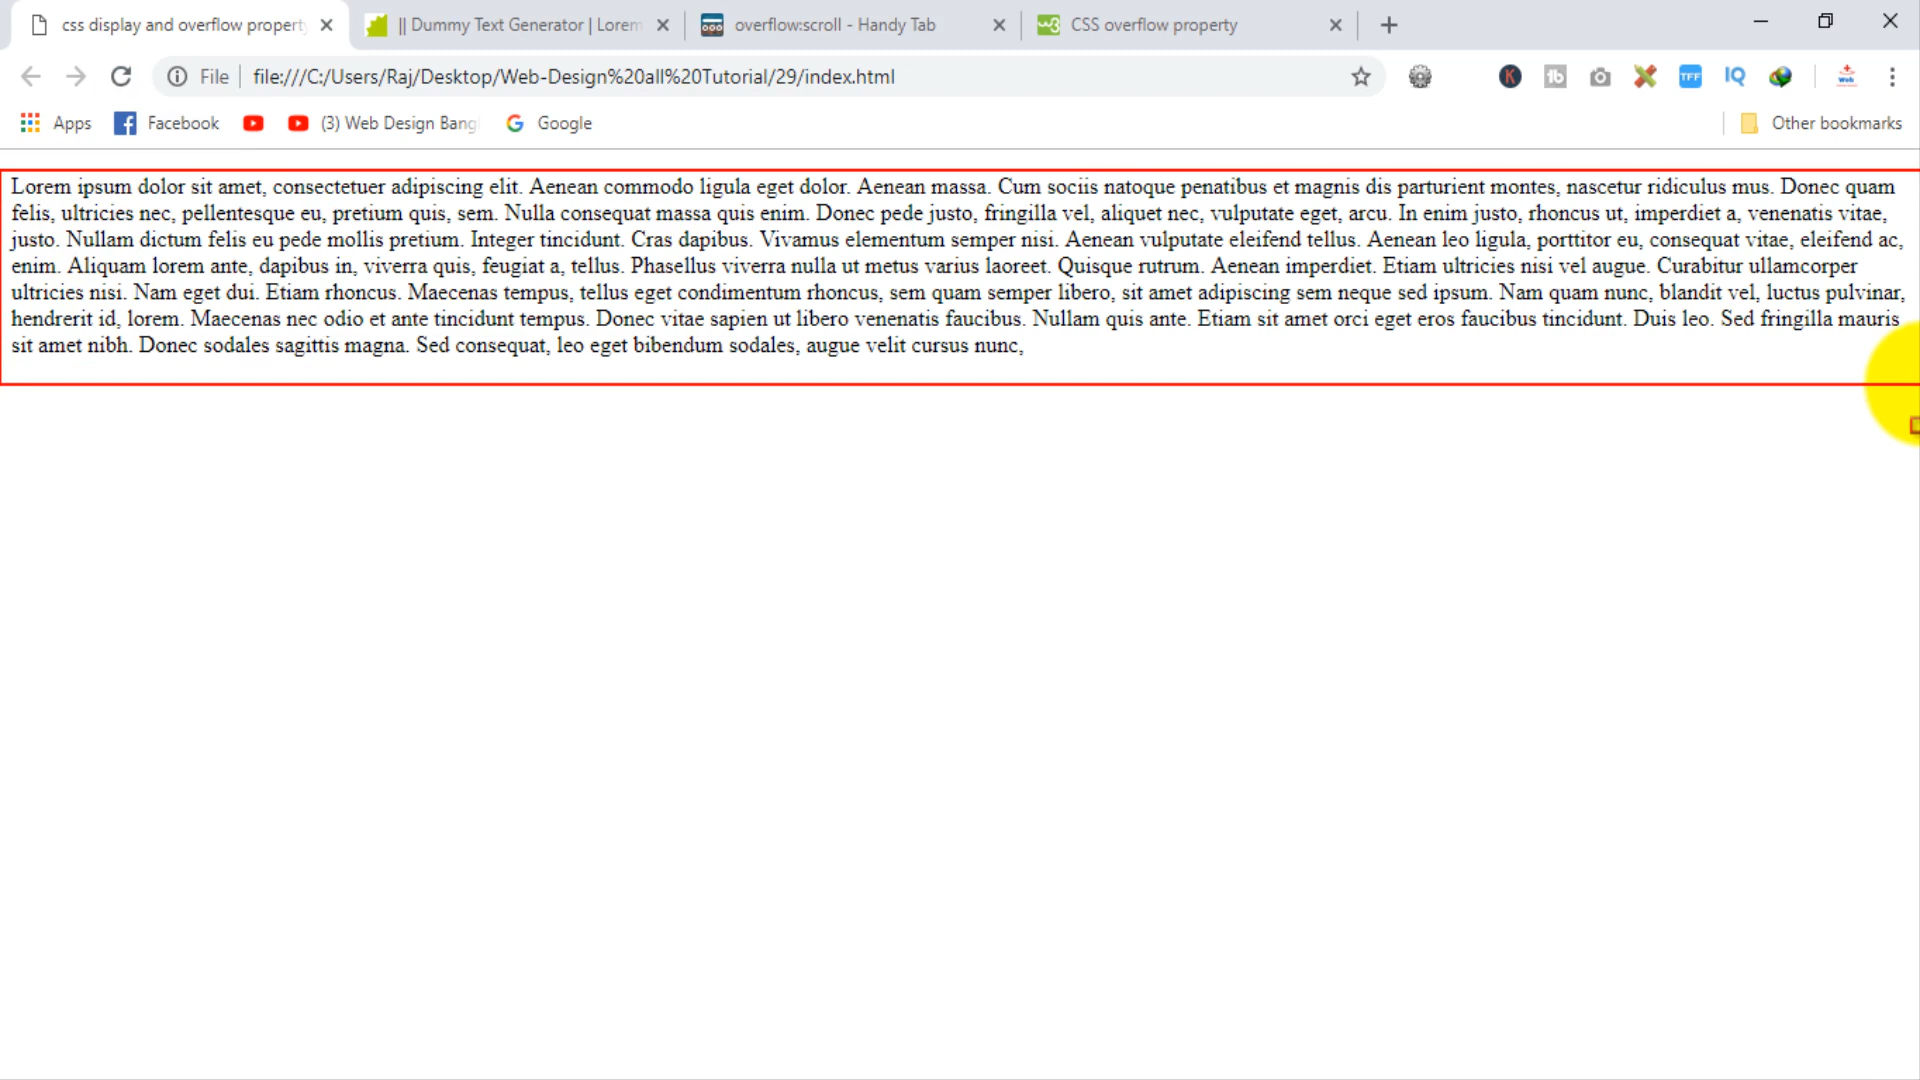 css display and overflow property
|| Dummy Text Generator | Lorem
overflow:scroll - Handy Tab
CSS overflow property
File
file:///C:/Users/Raj/Desktop/Web-Design%20all%20Tutorial/29/index.html
K
tb
TFF
IQ
Web
Apps
Facebook
(3) Web Design Bang
Google
Other bookmarks
Lorem ipsum dolor sit amet, consectetuer adipiscing elit. Aenean commodo ligula eget dolor. Aenean massa. Cum sociis natoque penatibus et magnis dis parturient montes, nascetur ridiculus mus. Donec quam
felis, ultricies nec, pellentesque eu, pretium quis, sem. Nulla consequat massa quis enim. Donec pede justo, fringilla vel, aliquet nec, vulputate eget, arcu. In enim justo, rhoncus ut, imperdiet a, venenatis vitae,
justo. Nullam dictum felis eu pede mollis pretium. Integer tincidunt. Cras dapibus. Vivamus elementum semper nisi. Aenean vulputate eleifend tellus. Aenean leo ligula, porttitor eu, consequat vitae, eleifend ac,
enim. Aliquam lorem ante, dapibus in, viverra quis, feugiat a, tellus. Phasellus viverra nulla ut metus varius laoreet. Quisque rutrum. Aenean imperdiet. Etiam ultricies nisi vel augue. Curabitur ullamcorper
ultricies nisi. Nam eget dui. Etiam rhoncus. Maecenas tempus, tellus eget condimentum rhoncus, sem quam semper libero, sit amet adipiscing sem neque sed ipsum. Nam quam nunc, blandit vel, luctus pulvinar,
hendrerit id, lorem. Maecenas nec odio et ante tincidunt tempus. Donec vitae sapien ut libero venenatis faucibus. Nullam quis ante. Etiam sit amet orci eget eros faucibus tincidunt. Duis leo. Sed fringilla mauris
sit amet nibh. Donec sodales sagittis magna. Sed consequat, leo eget bibendum sodales, augue velit cursus nunc,